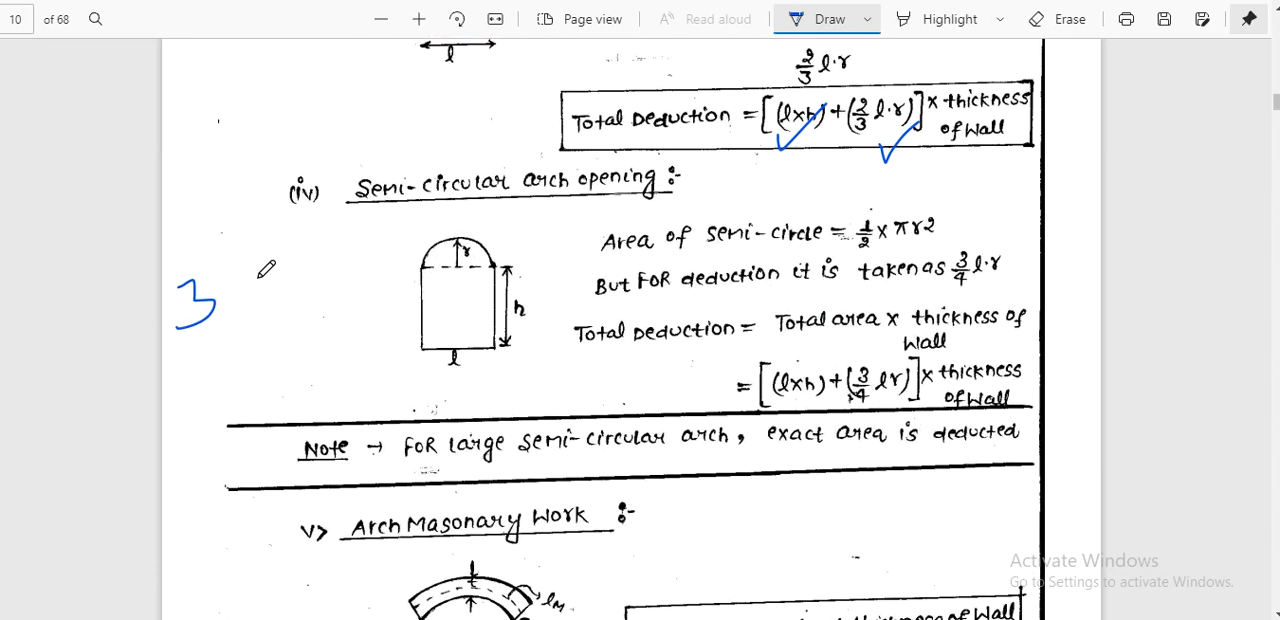 10 of 68 Page view Read aloud Draw Highlight Erase
l
2/3 l·r
Total Deduction = [(l×h) + (2/3 l·r)] × thickness of Wall
(iv) Semi-circular arch opening :-
Area of semi-circle = 1/2 × πr2
But FOR deduction it is taken as 3/4 l·r
r
h
l
3
Total Deduction = Total area × thickness of Wall
= [(l×h) + (3/4 lr)] × thickness of Wall
Note → FOR large semi-circular arch, exact area is deducted
V> Arch Masonary Work :-
t
lm
Activate Windows
Go to Settings to activate Windows.